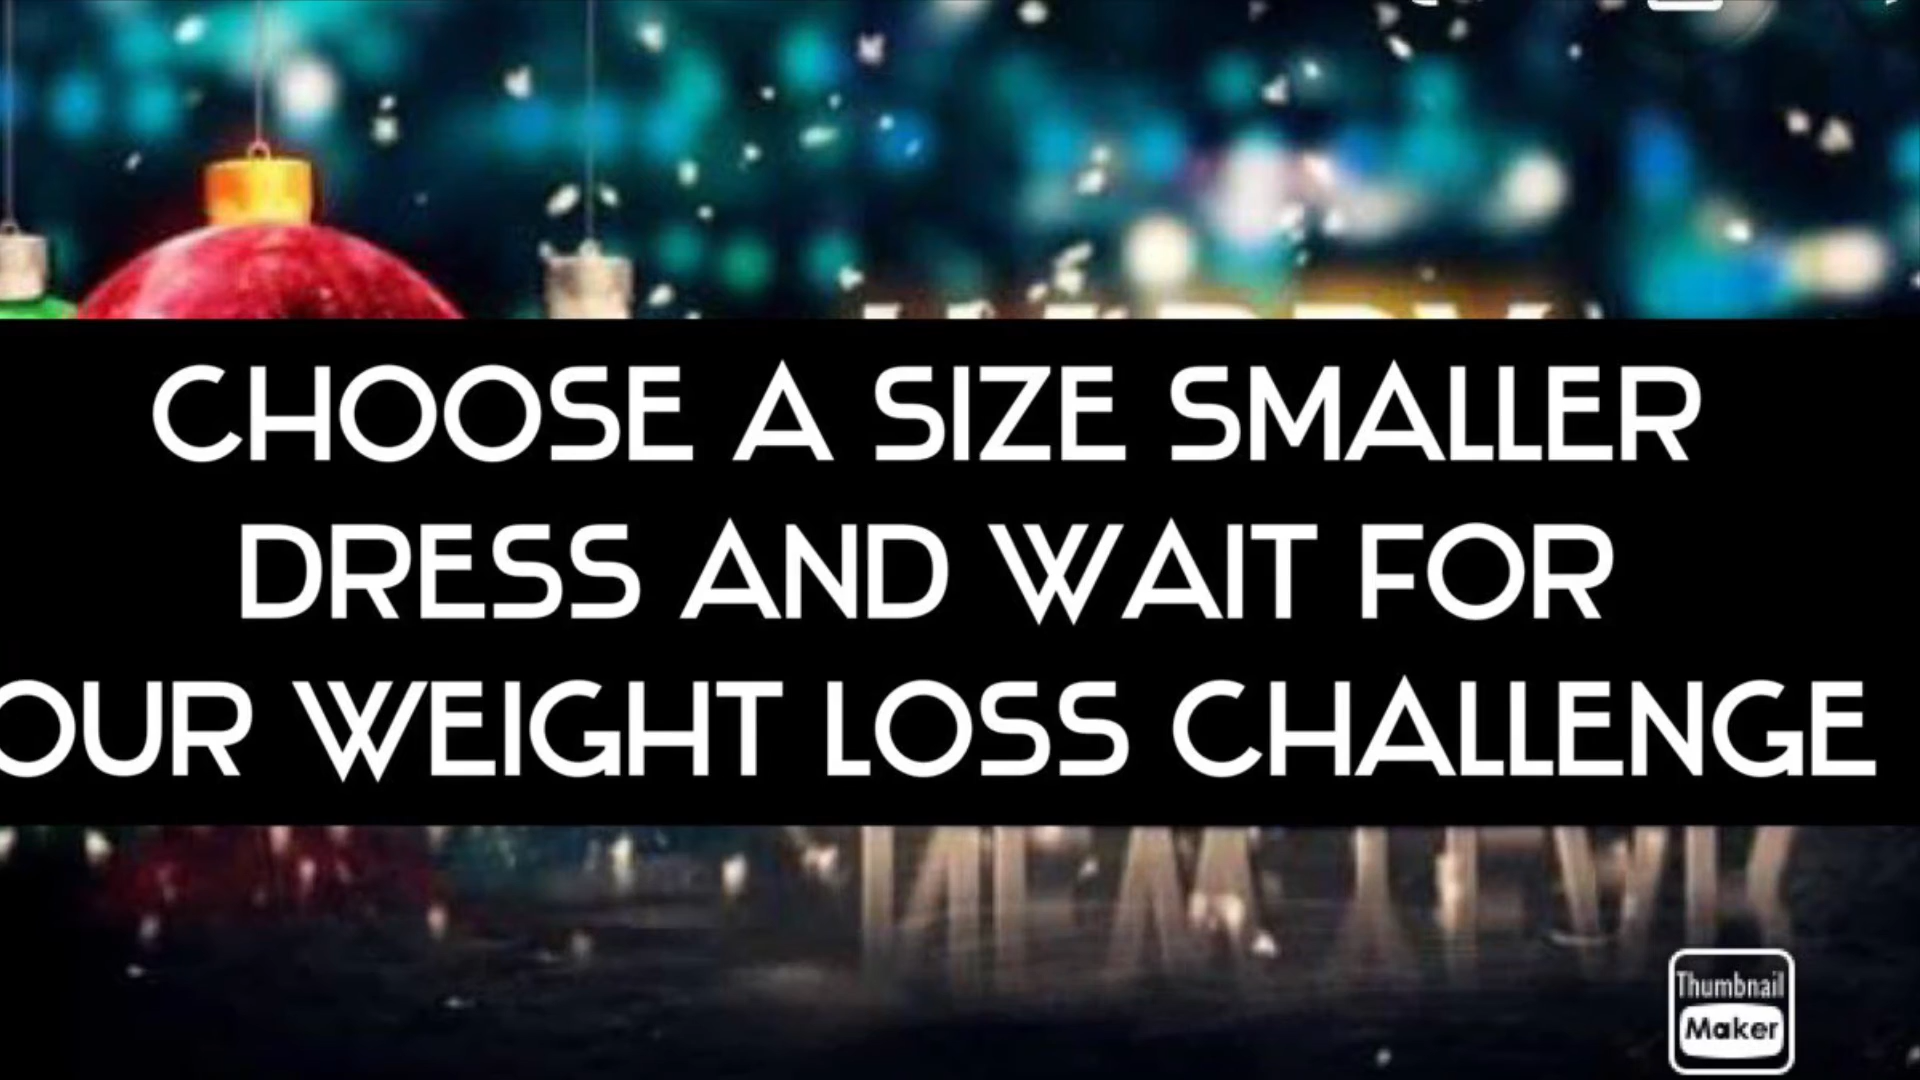 CHOOSE A SIZE SMALLER
DRESS AND WAIT FOR
OUR WEIGHT LOSS CHALLENGE
Thumbnail
Maker